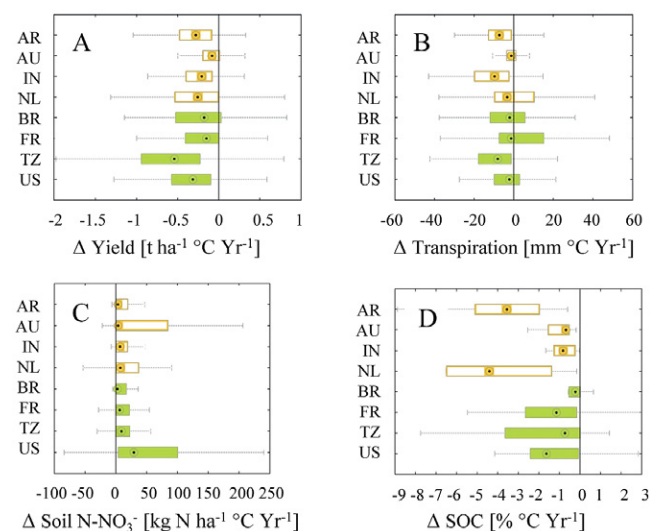 A
AR
AU
IN
NL
BR
FR
TZ
US
-2 -1.5 -1 -0.5 0 0.5 1
Δ Yield [t ha⁻¹ °C Yr⁻¹]
B
AR
AU
IN
NL
BR
FR
TZ
US
-60 -40 -20 0 20 40 60
Δ Transpiration [mm °C Yr⁻¹]
C
AR
AU
IN
NL
BR
FR
TZ
US
-100 -50 0 50 100 150 200 250
Δ Soil N-NO₃⁻ [kg N ha⁻¹ °C Yr⁻¹]
D
AR
AU
IN
NL
BR
FR
TZ
US
-9 -8 -7 -6 -5 -4 -3 -2 -1 0 1 2 3
Δ SOC [% °C Yr⁻¹]